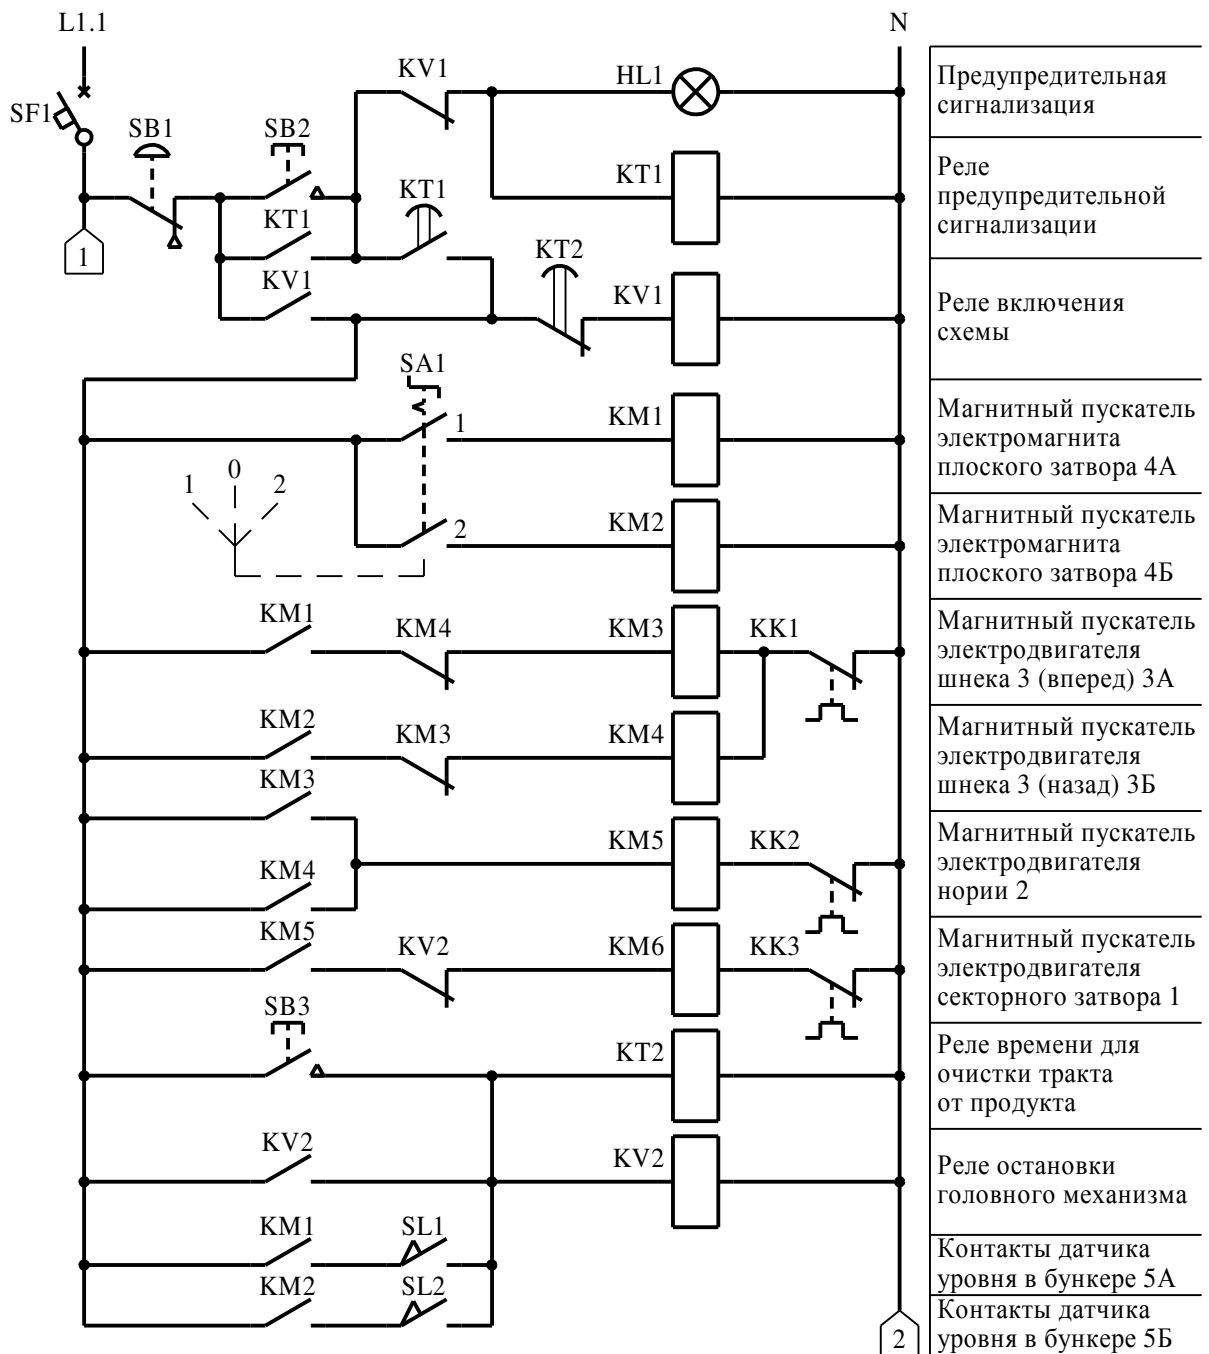 L1.1
N
SF1
SB1
SB2
KV1
HL1
Предупредительная
сигнализация
KT1
KT1
KT1
Реле
предупредительной
сигнализации
1
KV1
KT2
KV1
Реле включения
схемы
SA1
1
KM1
Магнитный пускатель
электромагнита
плоского затвора 4А
1
0
2
2
KM2
Магнитный пускатель
электромагнита
плоского затвора 4Б
KM1
KM4
KM3
KK1
Магнитный пускатель
электродвигателя
шнека 3 (вперед) 3А
KM2
KM3
KM4
Магнитный пускатель
электродвигателя
шнека 3 (назад) 3Б
KM3
KM4
KM5
KK2
Магнитный пускатель
электродвигателя
нории 2
KM5
KV2
KM6
KK3
Магнитный пускатель
электродвигателя
секторного затвора 1
SB3
KT2
Реле времени для
очистки тракта
от продукта
KV2
KV2
Реле остановки
головного механизма
KM1
SL1
Контакты датчика
уровня в бункере 5А
KM2
SL2
2
Контакты датчика
уровня в бункере 5Б